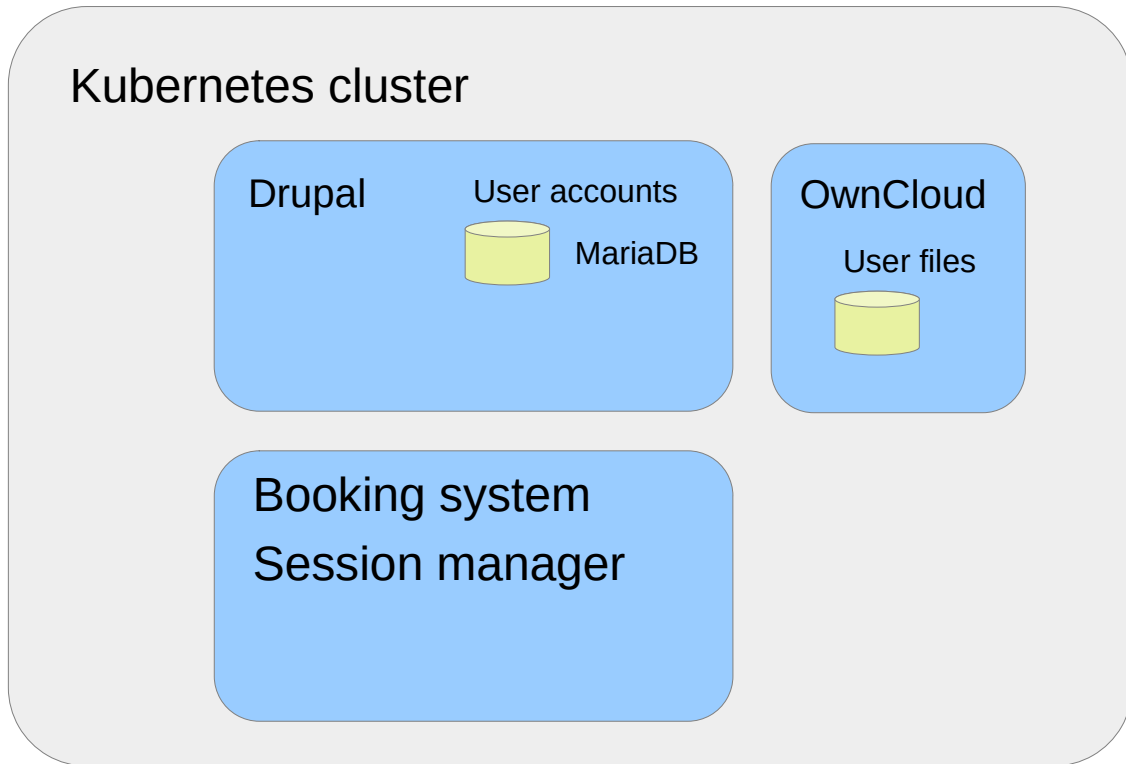 Kubernetes cluster
Drupal
User accounts
MariaDB
OwnCloud
User files
Booking system
Session manager